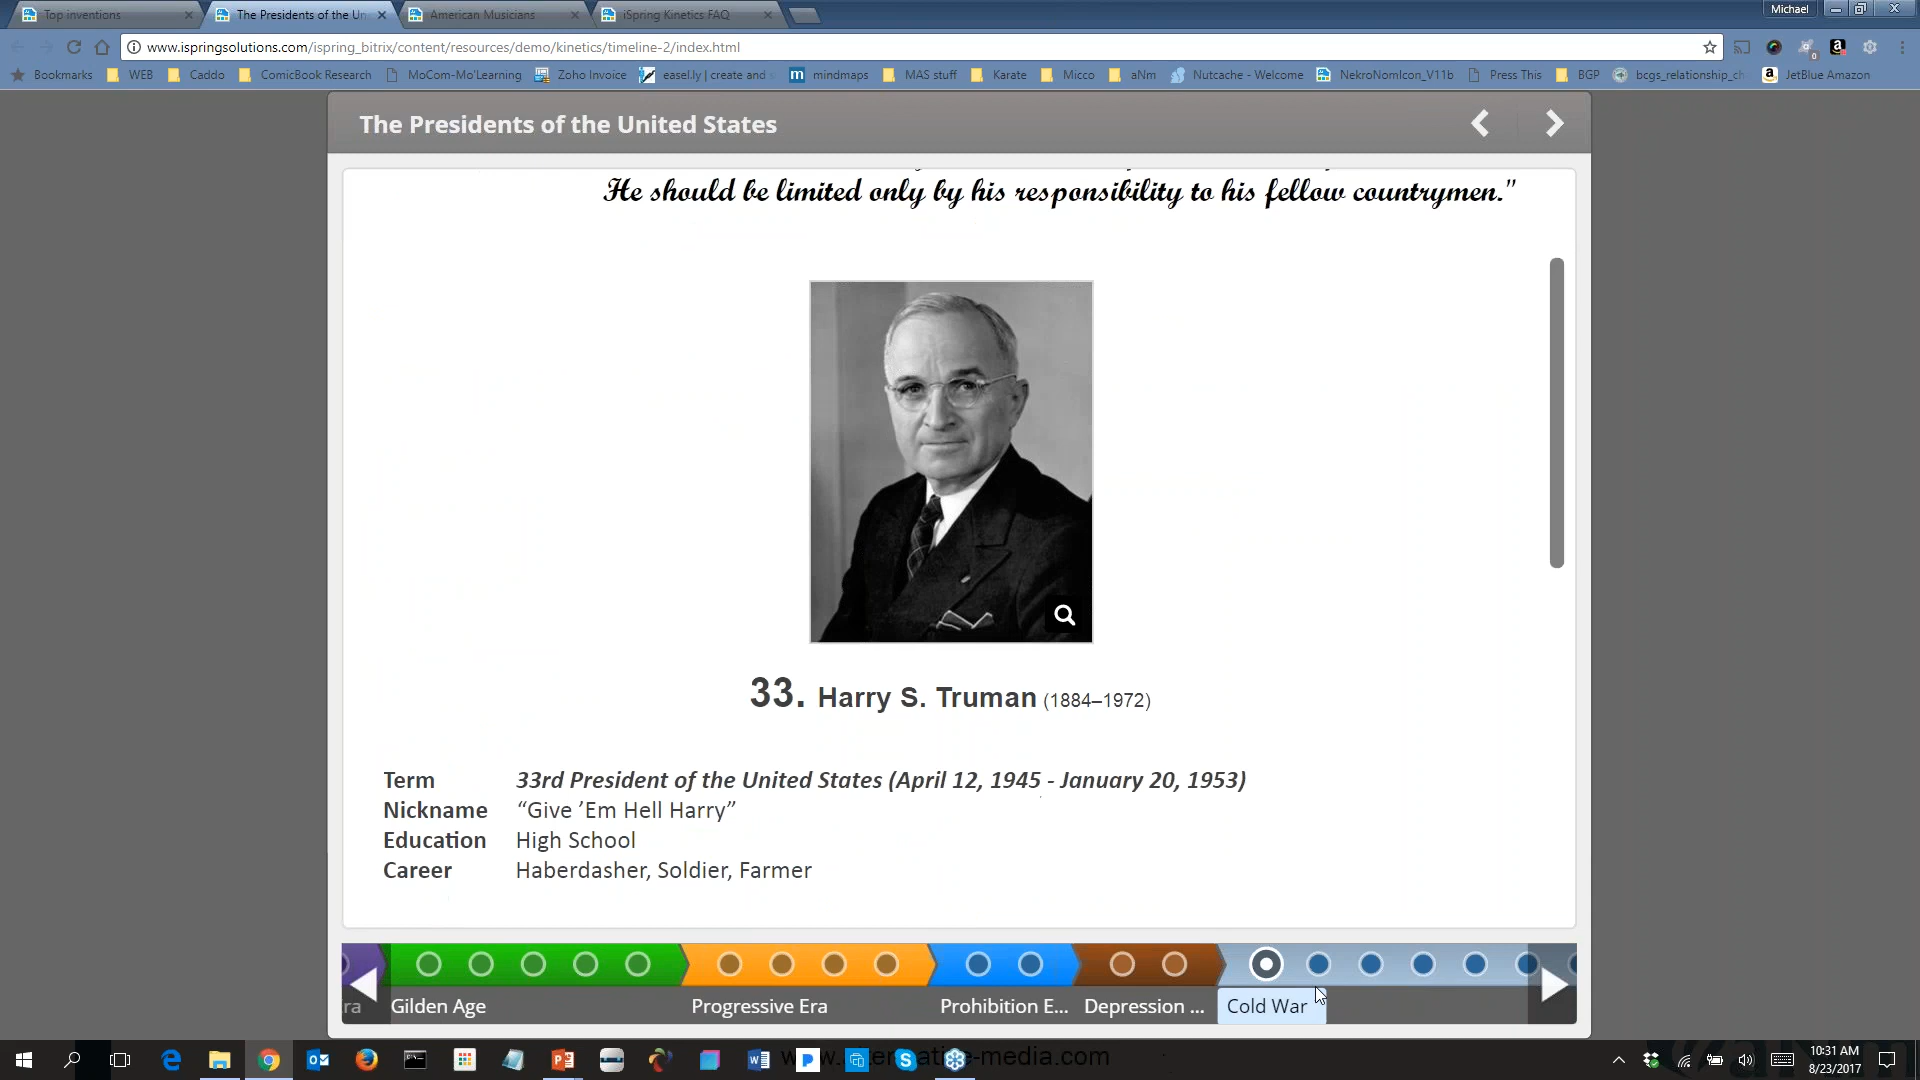 Top inventions
The Presidents of the Un
American Musicians
iSpring Kinetics FAQ
Michael
www.ispringsolutions.com/ispring_bitrix/content/resources/demo/kinetics/timeline-2/index.html
Bookmarks
WEB
Caddo
ComicBook Research
MoCom-Mo'Learning
Zoho Invoice
easel.ly | create and
mindmaps
MAS stuff
Karate
Micco
aNm
Nutcache - Welcome
NekroNomIcon_V11b
Press This
BGP
bcgs_relationship_ch
JetBlue Amazon
The Presidents of the United States
He should be limited only by his responsibility to his fellow countrymen."
33. Harry S. Truman (1884–1972)
Term 33rd President of the United States (April 12, 1945 - January 20, 1953)
Nickname “Give ’Em Hell Harry”
Education High School
Career Haberdasher, Soldier, Farmer
ra
Gilden Age
Progressive Era
Prohibition E...
Depression ...
Cold War
-media.com
10:31 AM
8/23/2017